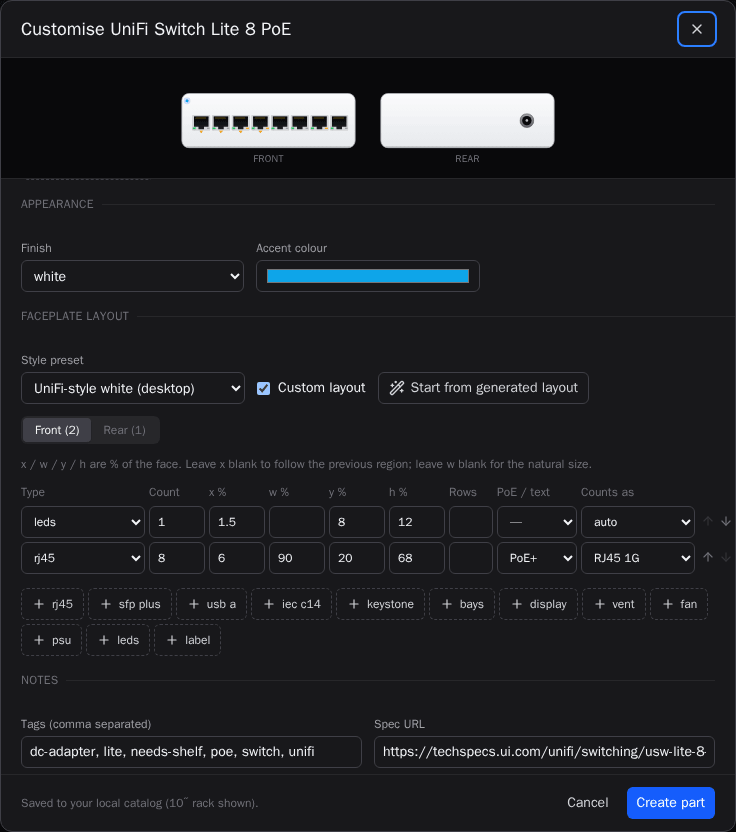 Customise UniFi Switch Lite 8 PoE
FRONT
REAR
APPEARANCE
Finish
Accent colour
white
FACEPLATE LAYOUT
Style preset
UniFi-style white (desktop)
Custom layout
Start from generated layout
Front (2)
Rear (1)
x / w / y / h are % of the face. Leave x blank to follow the previous region; leave w blank for the natural size.
Type Count x % w % y % h % Rows PoE / text Counts as
leds 1 1.5 8 12 — auto
rj45 8 6 90 20 68 PoE+ RJ45 1G
+ rj45 + sfp plus + usb a + iec c14 + keystone + bays + display + vent + fan
+ psu + leds + label
NOTES
Tags (comma separated)
Spec URL
dc-adapter, lite, needs-shelf, poe, switch, unifi
https://techspecs.ui.com/unifi/switching/usw-lite-8-
Saved to your local catalog (10″ rack shown).
Cancel
Create part